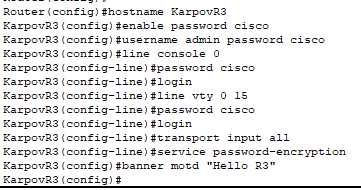 Router(config)#hostname KarpovR3
KarpovR3(config)#enable password cisco
KarpovR3(config)#username admin password cisco
KarpovR3(config)#line console 0
KarpovR3(config-line)#password cisco
KarpovR3(config-line)#login
KarpovR3(config-line)#line vty 0 15
KarpovR3(config-line)#password cisco
KarpovR3(config-line)#login
KarpovR3(config-line)#transport input all
KarpovR3(config-line)#service password-encryption
KarpovR3(config)#banner motd "Hello R3"
KarpovR3(config)#